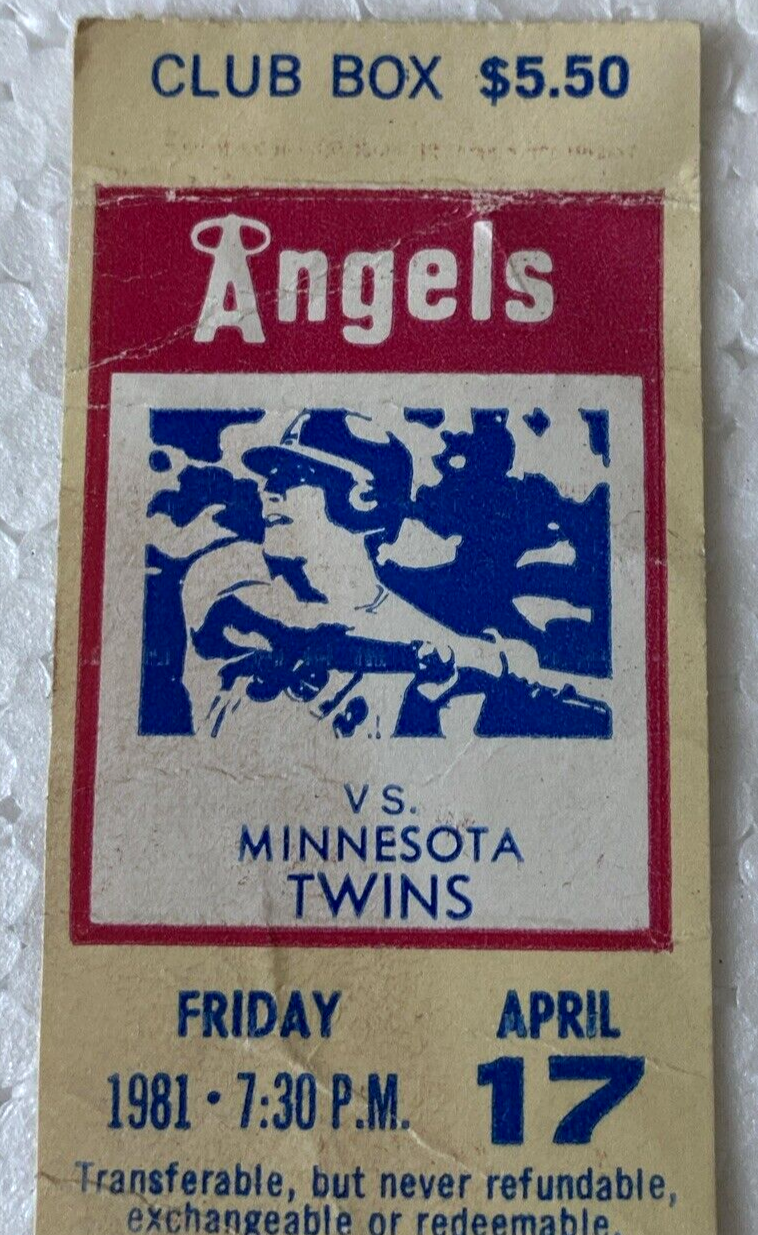 CLUB BOX $5.50
Angels
VS.
MINNESOTA
TWINS
FRIDAY APRIL
1981 • 7:30 P.M. 17
Transferable, but never refundable,
exchangeable or redeemable.